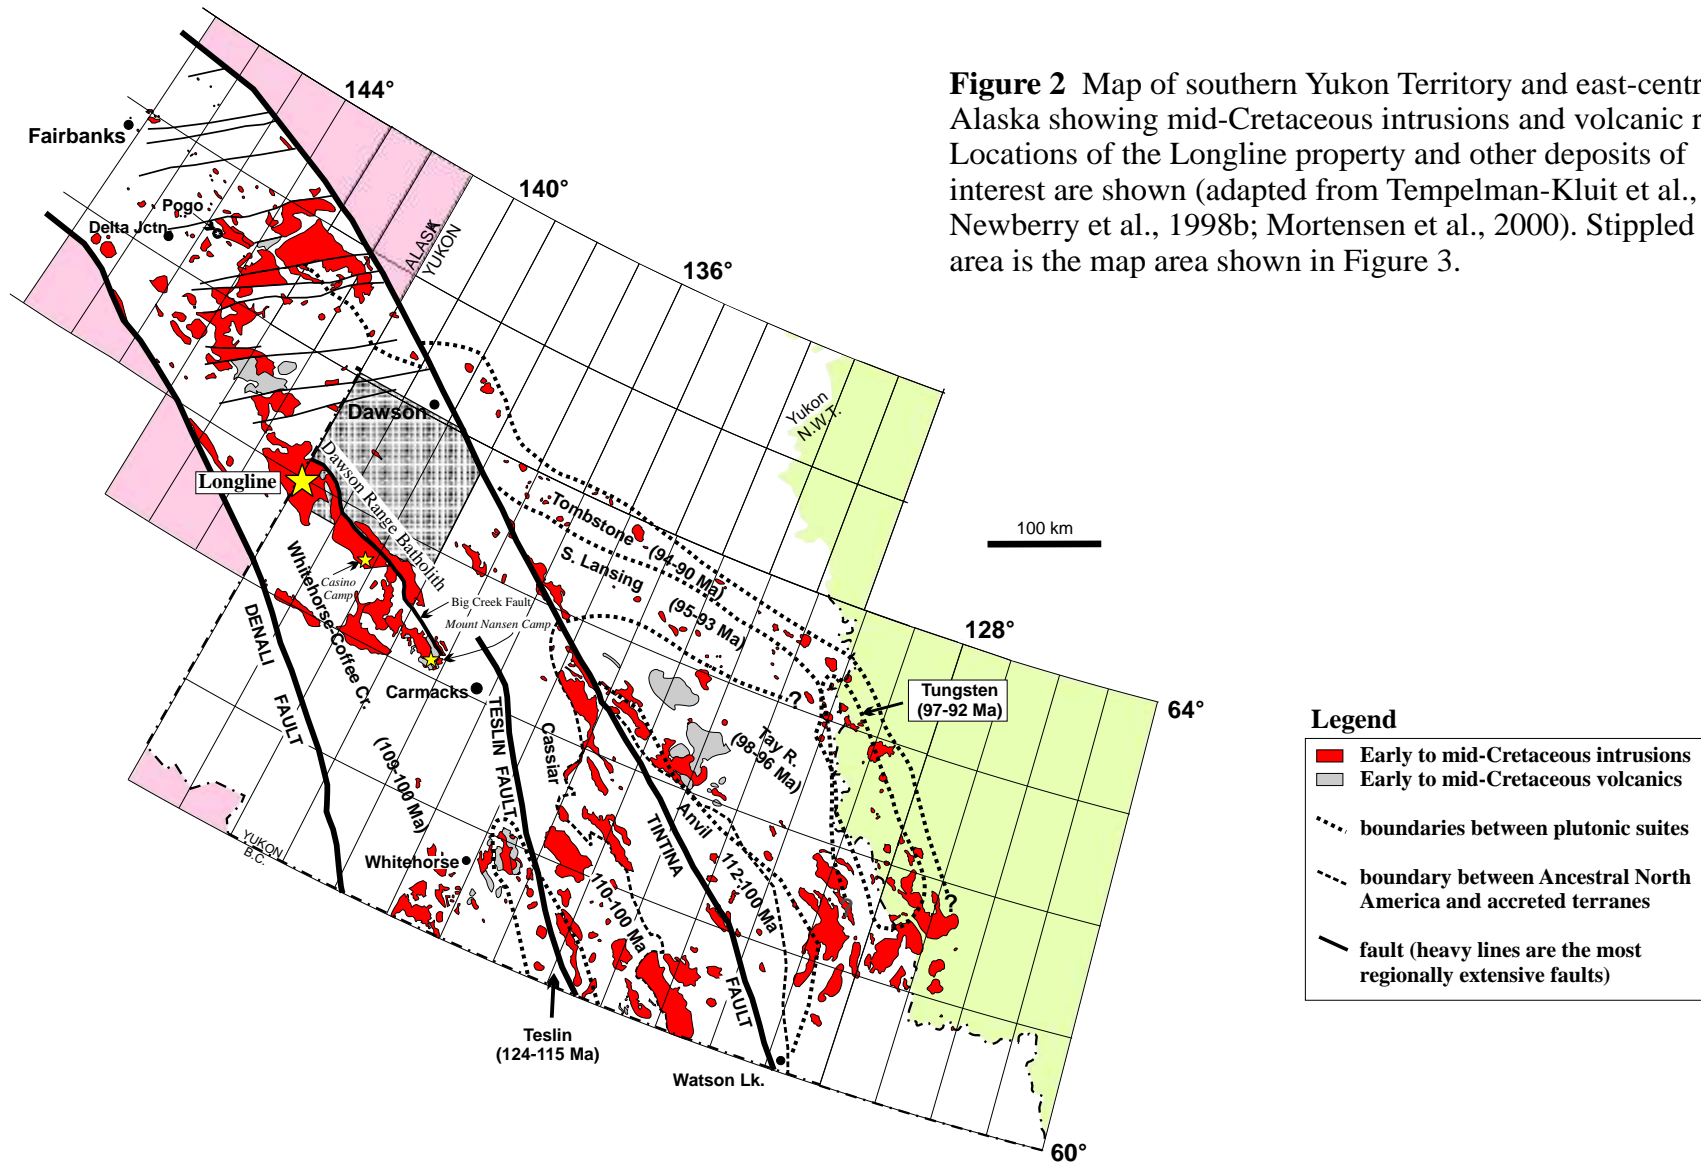 Figure 2 Map of southern Yukon Territory and east-centr
Alaska showing mid-Cretaceous intrusions and volcanic r
Locations of the Longline property and other deposits of
interest are shown (adapted from Tempelman-Kluit et al.,
Newberry et al., 1998b; Mortensen et al., 2000). Stippled
area is the map area shown in Figure 3.
144°
140°
136°
128°
64°
60°
Fairbanks
Pogo
Delta Jctn.
ALASK
YUKON
Dawson
Yukon
N.W.T.
Longline
Dawson Range Batholith
Tombstone (94-90 Ma)
S. Lansing
(95-93 Ma)
100 km
Casino
Camp
Whitehorse-Coffee Cr.
(109-100 Ma)
Big Creek Fault
Mount Nansen Camp
DENALI
FAULT
Carmacks
TESLIN FAULT
Cassiar
110-100 Ma
?
Tay R.
(98-96 Ma)
Tungsten
(97-92 Ma)
Anvil
112-100 Ma
TINTINA
FAULT
?
?
YUKON
B.C.
Whitehorse
Teslin
(124-115 Ma)
Watson Lk.
Legend
Early to mid-Cretaceous intrusions
Early to mid-Cretaceous volcanics
boundaries between plutonic suites
boundary between Ancestral North
America and accreted terranes
fault (heavy lines are the most
regionally extensive faults)